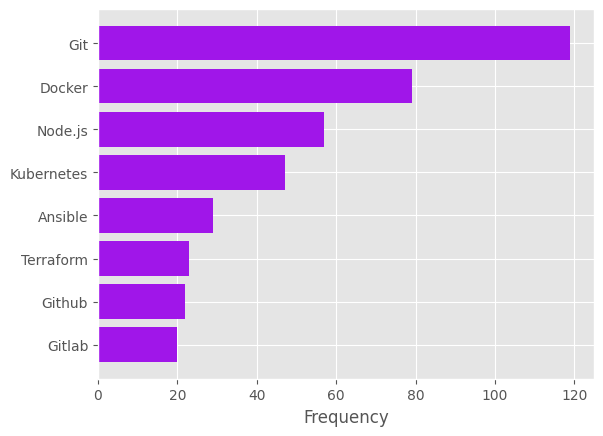 Git
Docker
Node.js
Kubernetes
Ansible
Terraform
Github
Gitlab
0 20 40 60 80 100 120
Frequency